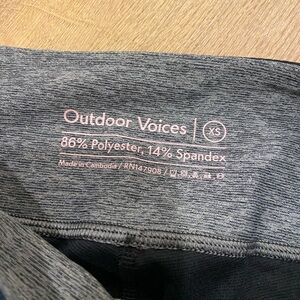 Outdoor Voices | XS
86% Polyester, 14% Spandex
Made in Cambodia / RN147908 /